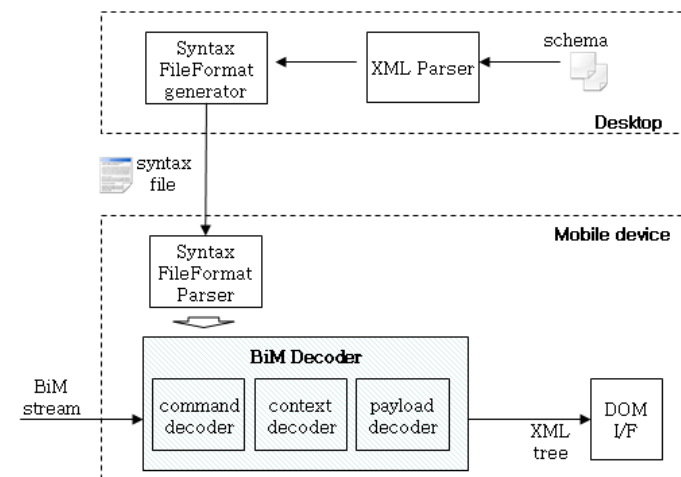 Syntax
FileFormat
generator
XML Parser
schema
Desktop
syntax
file
Mobile device
Syntax
FileFormat
Parser
BiM Decoder
BiM
stream
command
decoder
context
decoder
payload
decoder
XML
tree
DOM
I/F